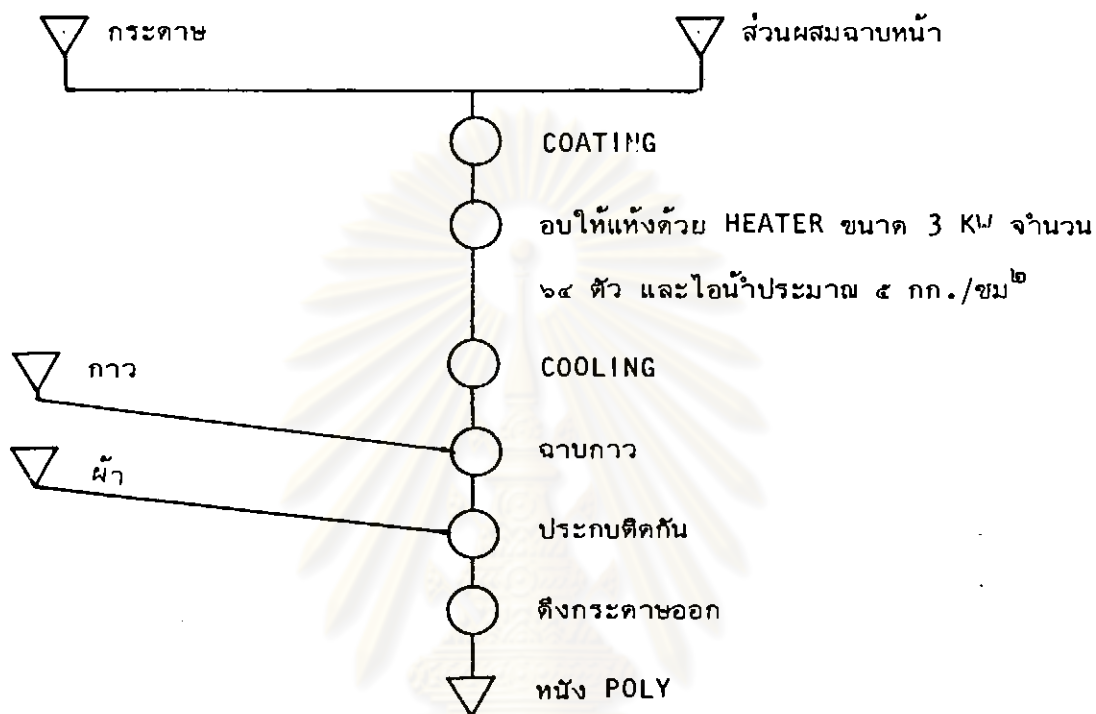 กระดาษ
ส่วนผสมฉาบหน้า
COATING
อบให้แห้งด้วย HEATER ขนาด 3 KW จำนวน
๖๔ ตัว และไอน้ำประมาณ ๕ กก./ซม๒
กาว
COOLING
ฉาบกาว
ผ้า
ประกบติดกัน
ดึงกระดาษออก
หนัง POLY